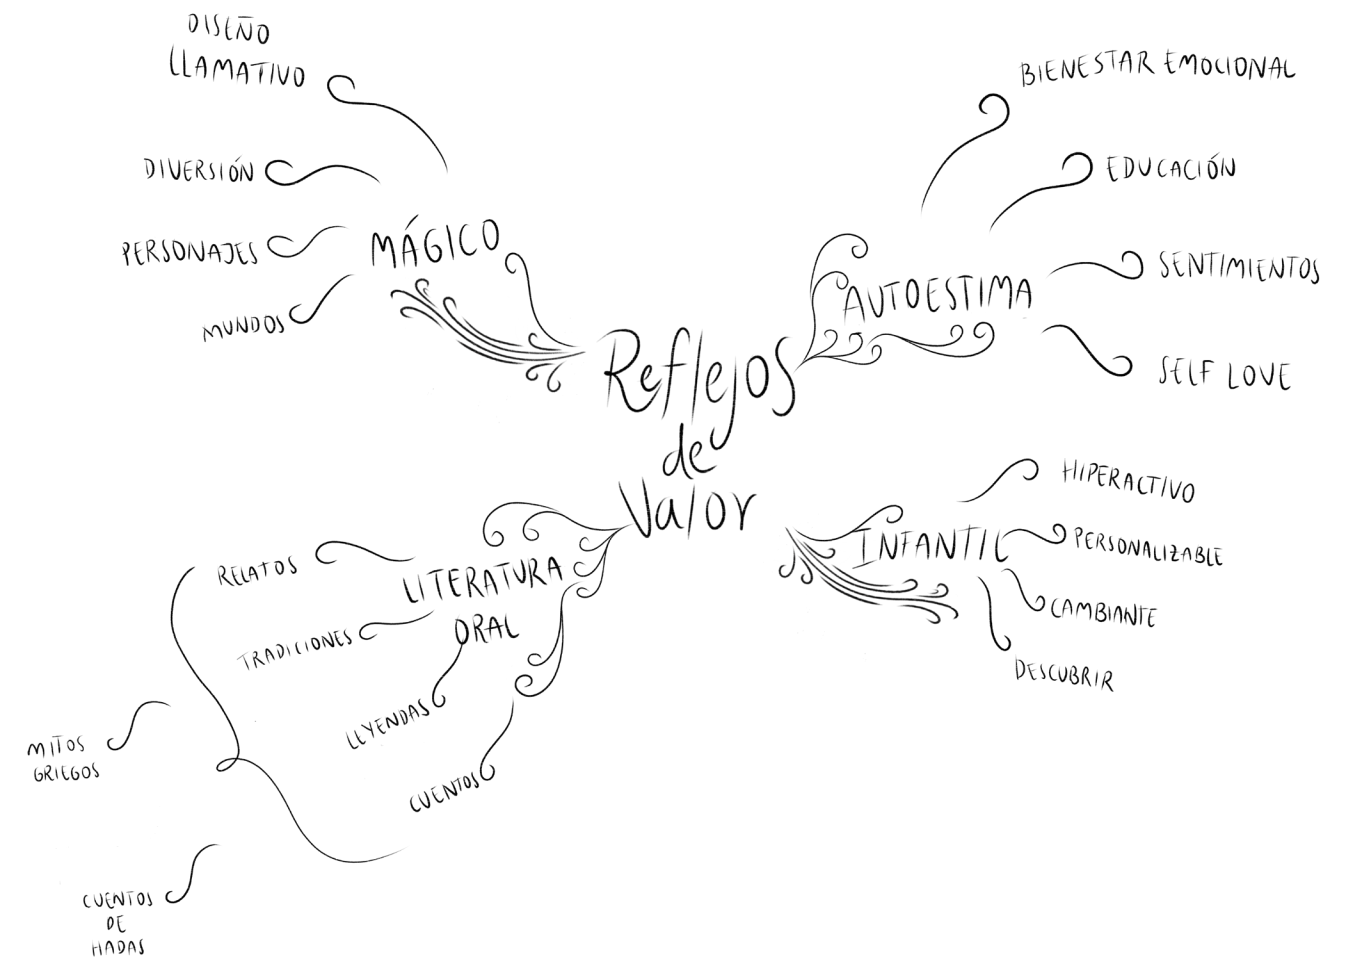 Reflejos
de
Valor
MÁGICO
DISEÑO
LLAMATIVO
DIVERSIÓN
PERSONAJES
MUNDOS
AUTOESTIMA
BIENESTAR EMOCIONAL
EDUCACIÓN
SENTIMIENTOS
SELF LOVE
INFANTIL
HIPERACTIVO
PERSONALIZABLE
CAMBIANTE
DESCUBRIR
LITERATURA
ORAL
RELATOS
TRADICIONES
LEYENDAS
CUENTOS
MITOS
GRIEGOS
CUENTOS
DE
HADAS